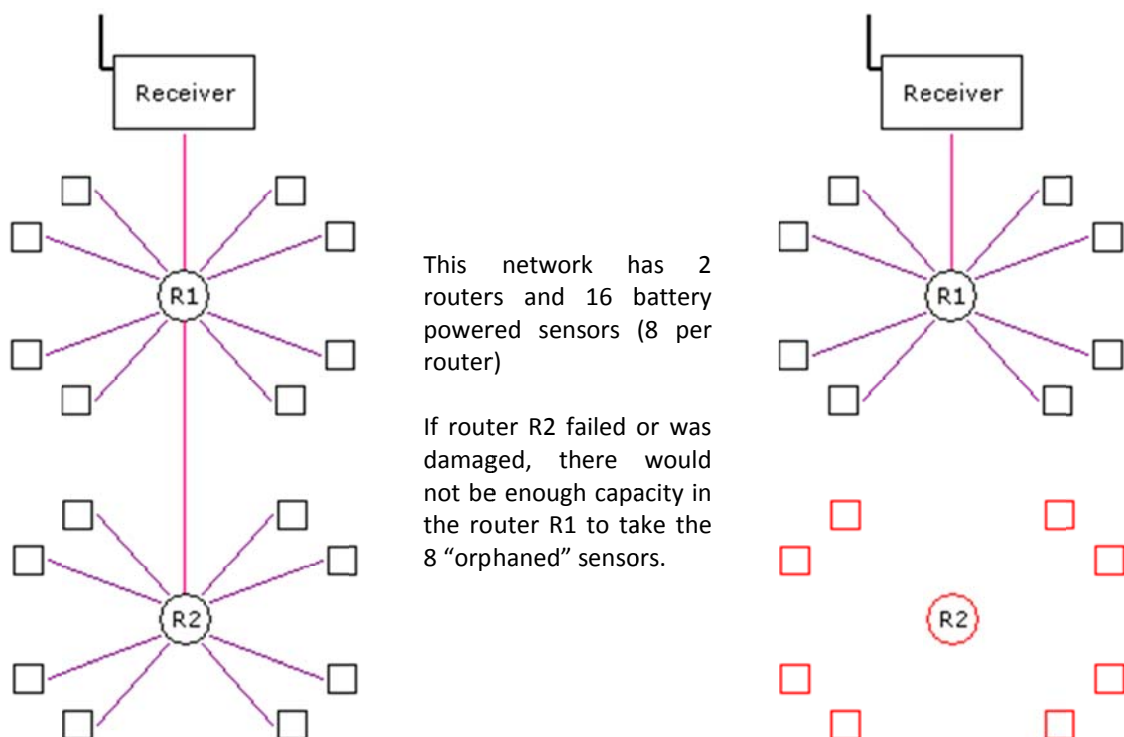 Receiver
R1
R2
This network has 2
routers and 16 battery
powered sensors (8 per
router)
If router R2 failed or was
damaged, there would
not be enough capacity in
the router R1 to take the
8 “orphaned” sensors.
Receiver
R1
R2